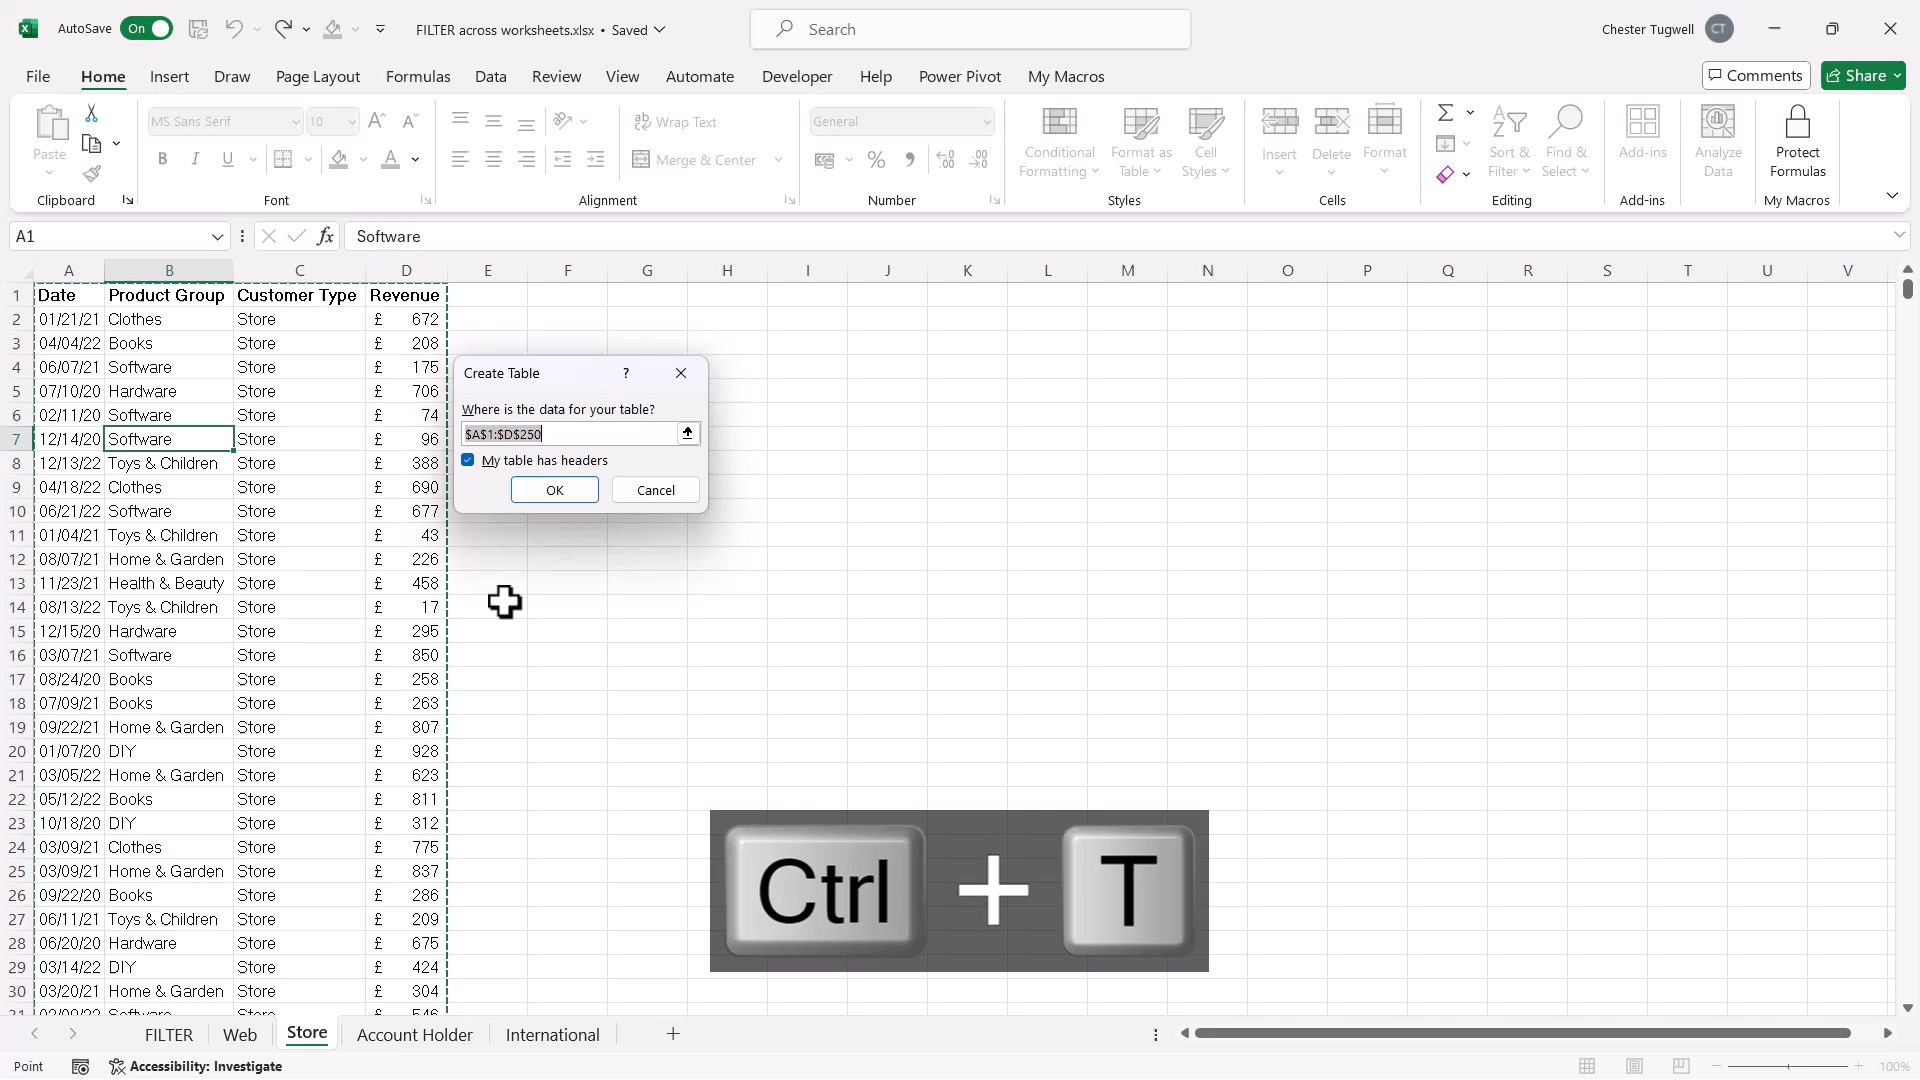 AutoSave On FILTER across worksheets.xlsx • Saved Search Chester Tugwell CT
File Home Insert Draw Page Layout Formulas Data Review View Automate Developer Help Power Pivot My Macros Comments Share
Paste
MS Sans Serif 10 A A
B I U A
ab Wrap Text
Merge & Center
General
%
Conditional Formatting
Format as Table
Cell Styles
Insert
Delete
Format
Sort & Filter
Find & Select
Add-ins
Analyze Data
Protect Formulas
Clipboard Font Alignment Number Styles Cells Editing Add-ins My Macros
A1 fx Software
A B C D E F G H I J K L M N O P Q R S T U V
1 Date Product Group Customer Type Revenue
2 01/21/21 Clothes Store £ 672
3 04/04/22 Books Store £ 208
4 06/07/21 Software Store £ 175
5 07/10/20 Hardware Store £ 706
6 02/11/20 Software Store £ 74
7 12/14/20 Software Store £ 96
8 12/13/22 Toys & Children Store £ 388
9 04/18/22 Clothes Store £ 690
10 06/21/22 Software Store £ 677
11 01/04/21 Toys & Children Store £ 43
12 08/07/21 Home & Garden Store £ 226
13 11/23/21 Health & Beauty Store £ 458
14 08/13/22 Toys & Children Store £ 17
15 12/15/20 Hardware Store £ 295
16 03/07/21 Software Store £ 850
17 08/24/20 Books Store £ 258
18 07/09/21 Books Store £ 263
19 09/22/21 Home & Garden Store £ 807
20 01/07/20 DIY Store £ 928
21 03/05/22 Home & Garden Store £ 623
22 05/12/22 Books Store £ 811
23 10/18/20 DIY Store £ 312
24 03/09/21 Clothes Store £ 775
25 03/09/21 Home & Garden Store £ 837
26 09/22/20 Books Store £ 286
27 06/11/21 Toys & Children Store £ 209
28 06/20/20 Hardware Store £ 675
29 03/14/22 DIY Store £ 424
30 03/20/21 Home & Garden Store £ 304
Create Table ?
Where is the data for your table?
$A$1:$D$250
My table has headers
OK Cancel
Ctrl + T
FILTER Web Store Account Holder International
Point Accessibility: Investigate 100%